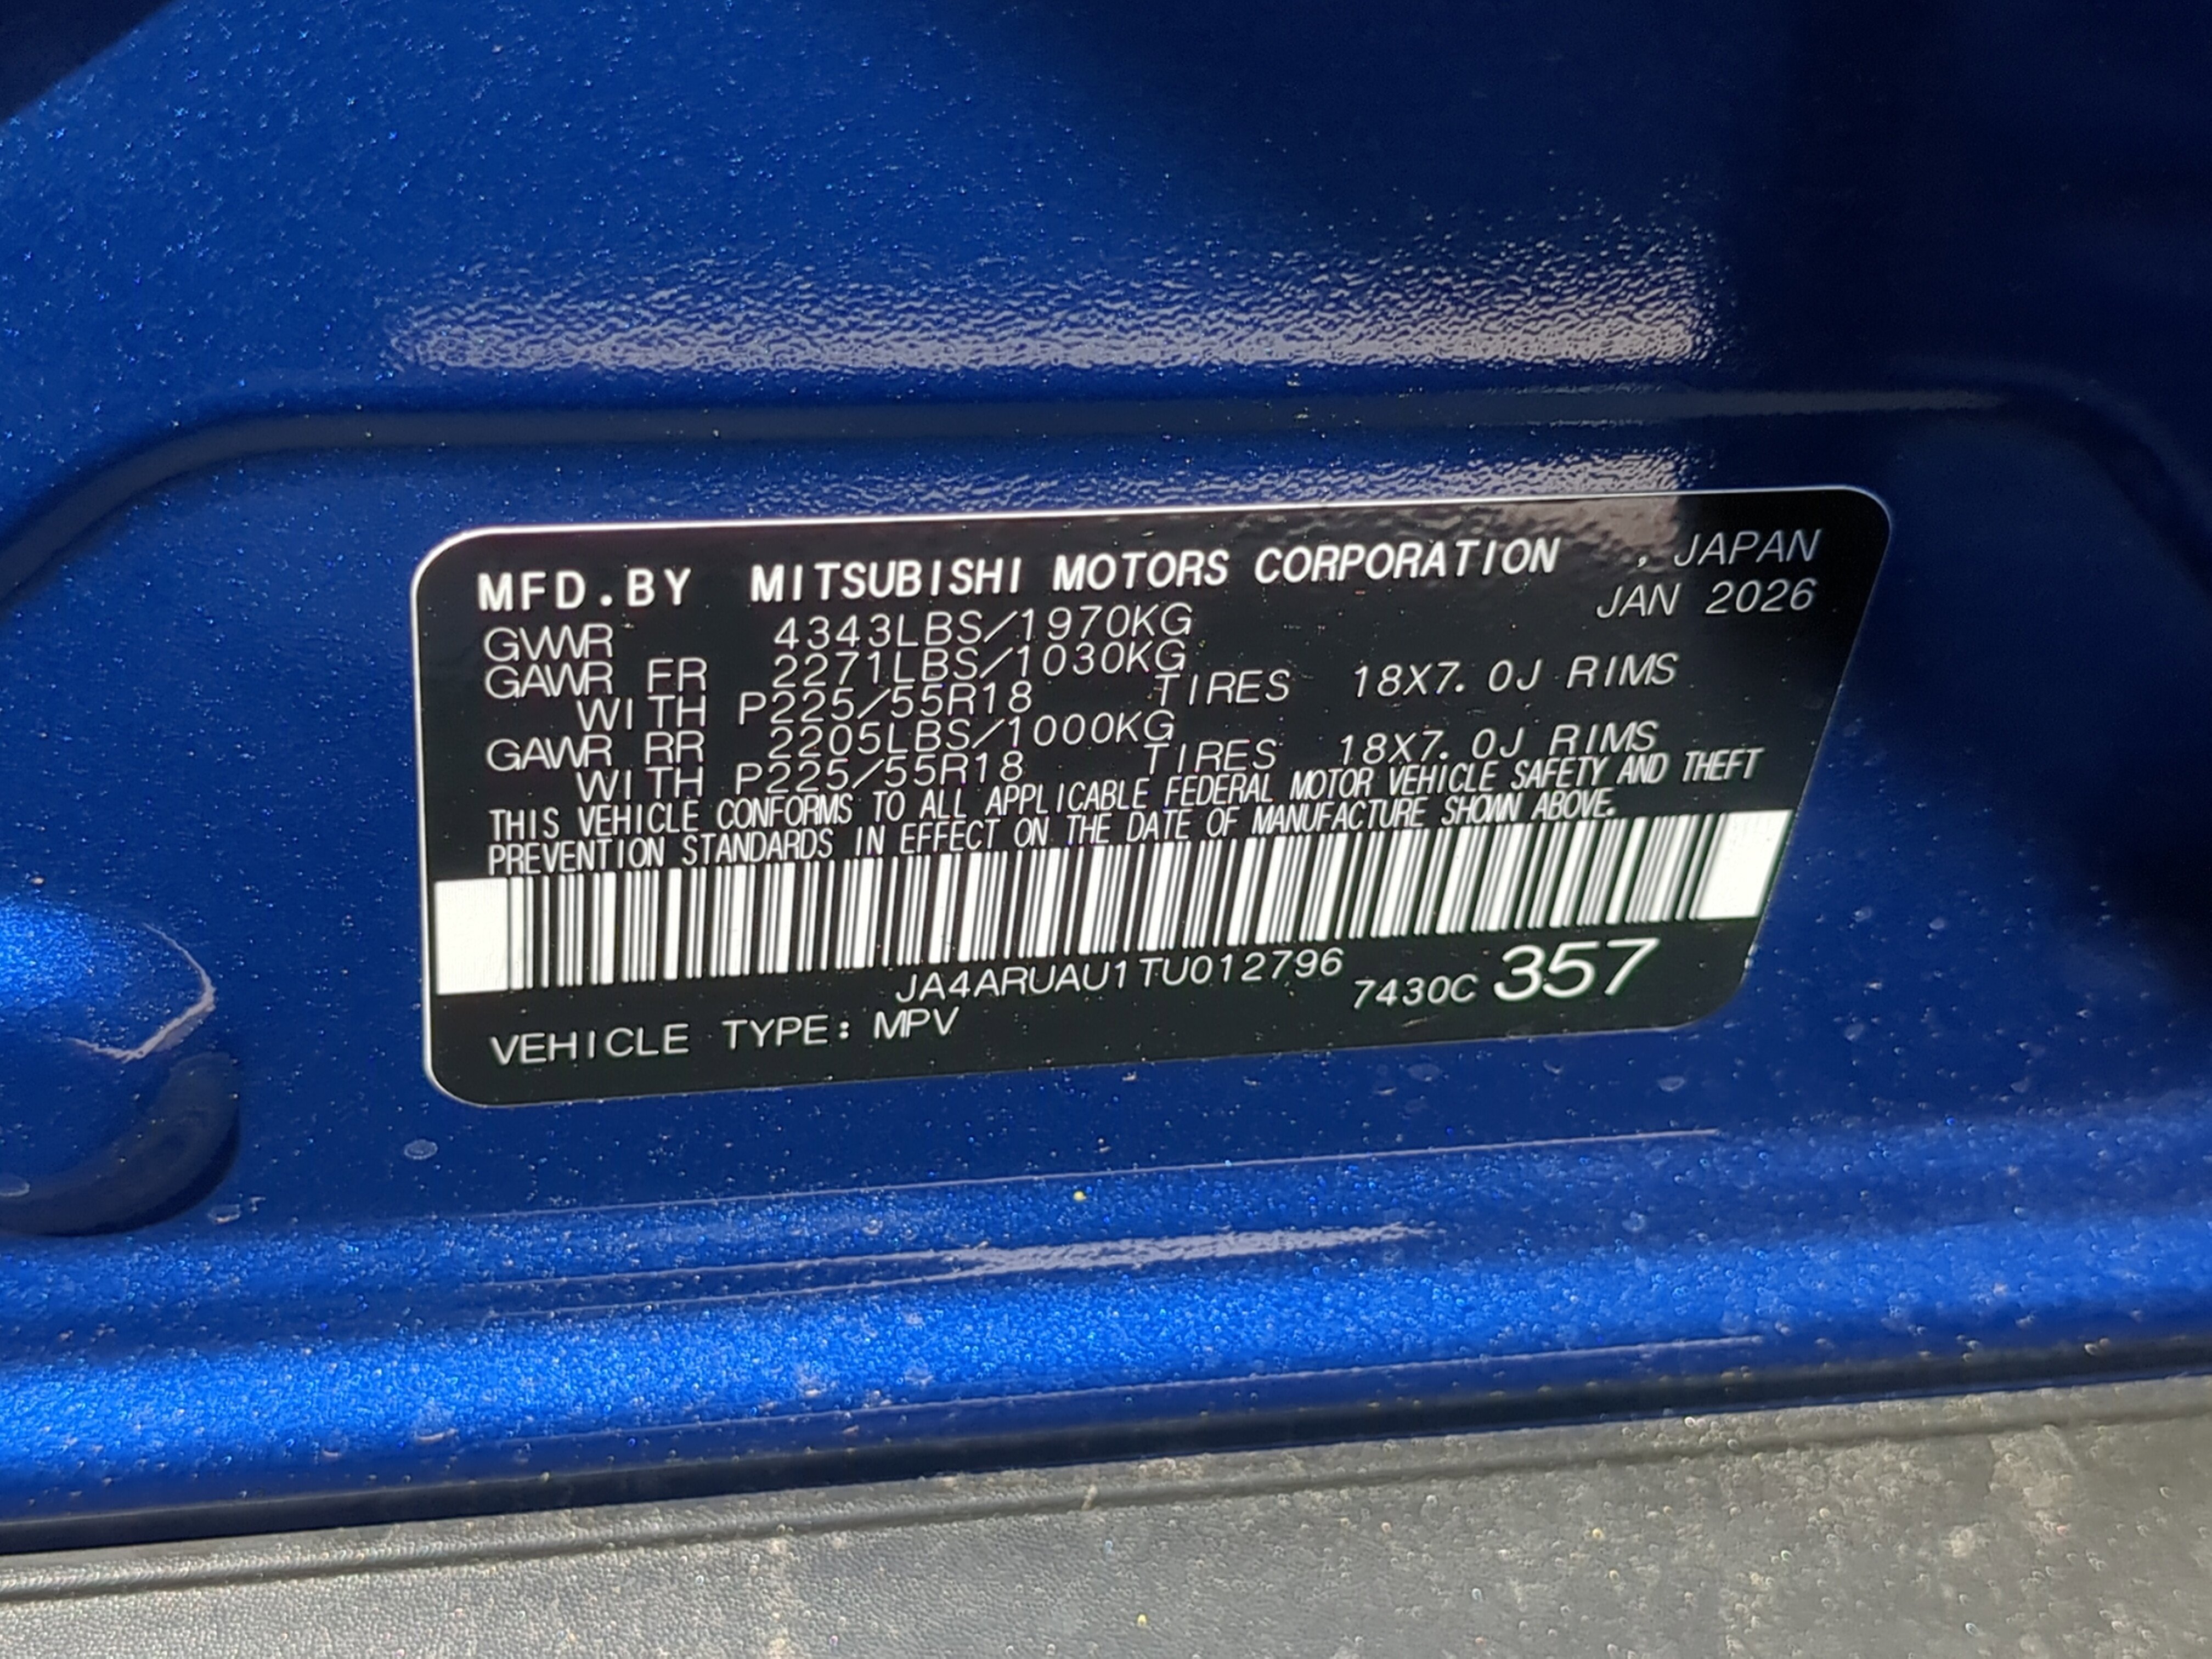 MFD.BY MITSUBISHI MOTORS CORPORATION , JAPAN
JAN 2026
GVWR 4343LBS/1970KG
GAWR FR 2271LBS/1030KG
WITH P225/55R18 TIRES 18X7.0J RIMS
GAWR RR 2205LBS/1000KG
WITH P225/55R18 TIRES 18X7.0J RIMS
THIS VEHICLE CONFORMS TO ALL APPLICABLE FEDERAL MOTOR VEHICLE SAFETY AND THEFT
PREVENTION STANDARDS IN EFFECT ON THE DATE OF MANUFACTURE SHOWN ABOVE.
JA4ARUAU1TU012796
7430C 357
VEHICLE TYPE: MPV